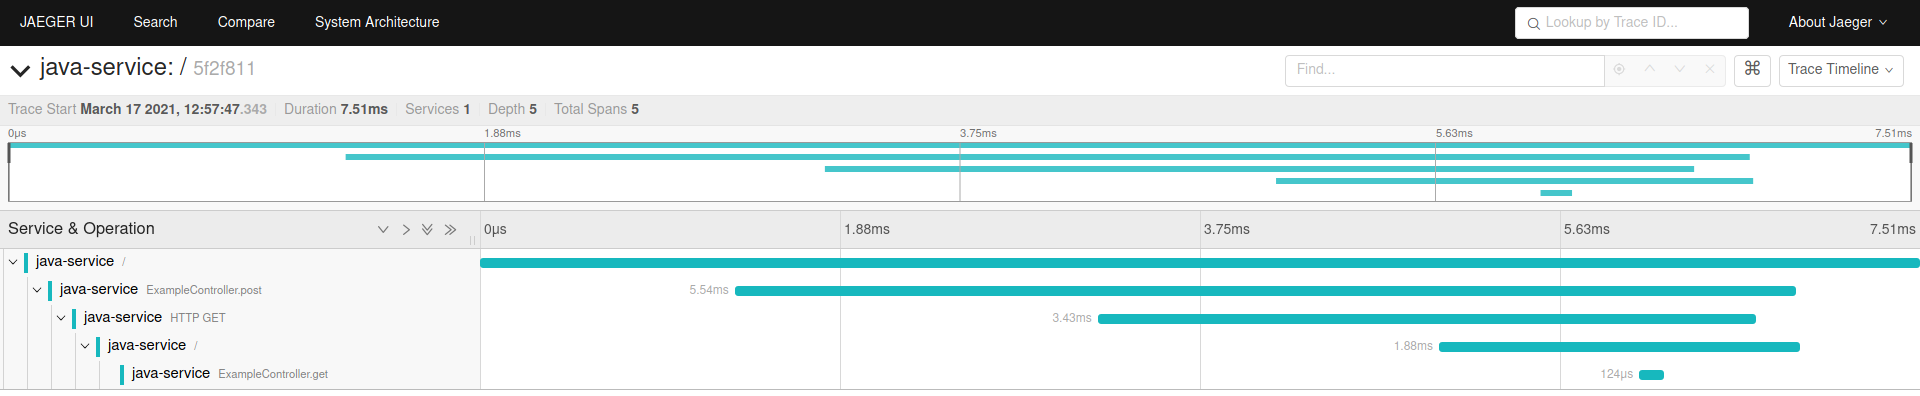 JAEGER UI Search Compare System Architecture Lookup by Trace ID... About Jaeger
java-service: / 5f2f811 Find... ⌘ Trace Timeline
Trace Start March 17 2021, 12:57:47.343 Duration 7.51ms Services 1 Depth 5 Total Spans 5
0μs 1.88ms 3.75ms 5.63ms 7.51ms
Service & Operation 0μs 1.88ms 3.75ms 5.63ms 7.51ms
java-service /
java-service ExampleController.post 5.54ms
java-service HTTP GET 3.43ms
java-service / 1.88ms
java-service ExampleController.get 124μs